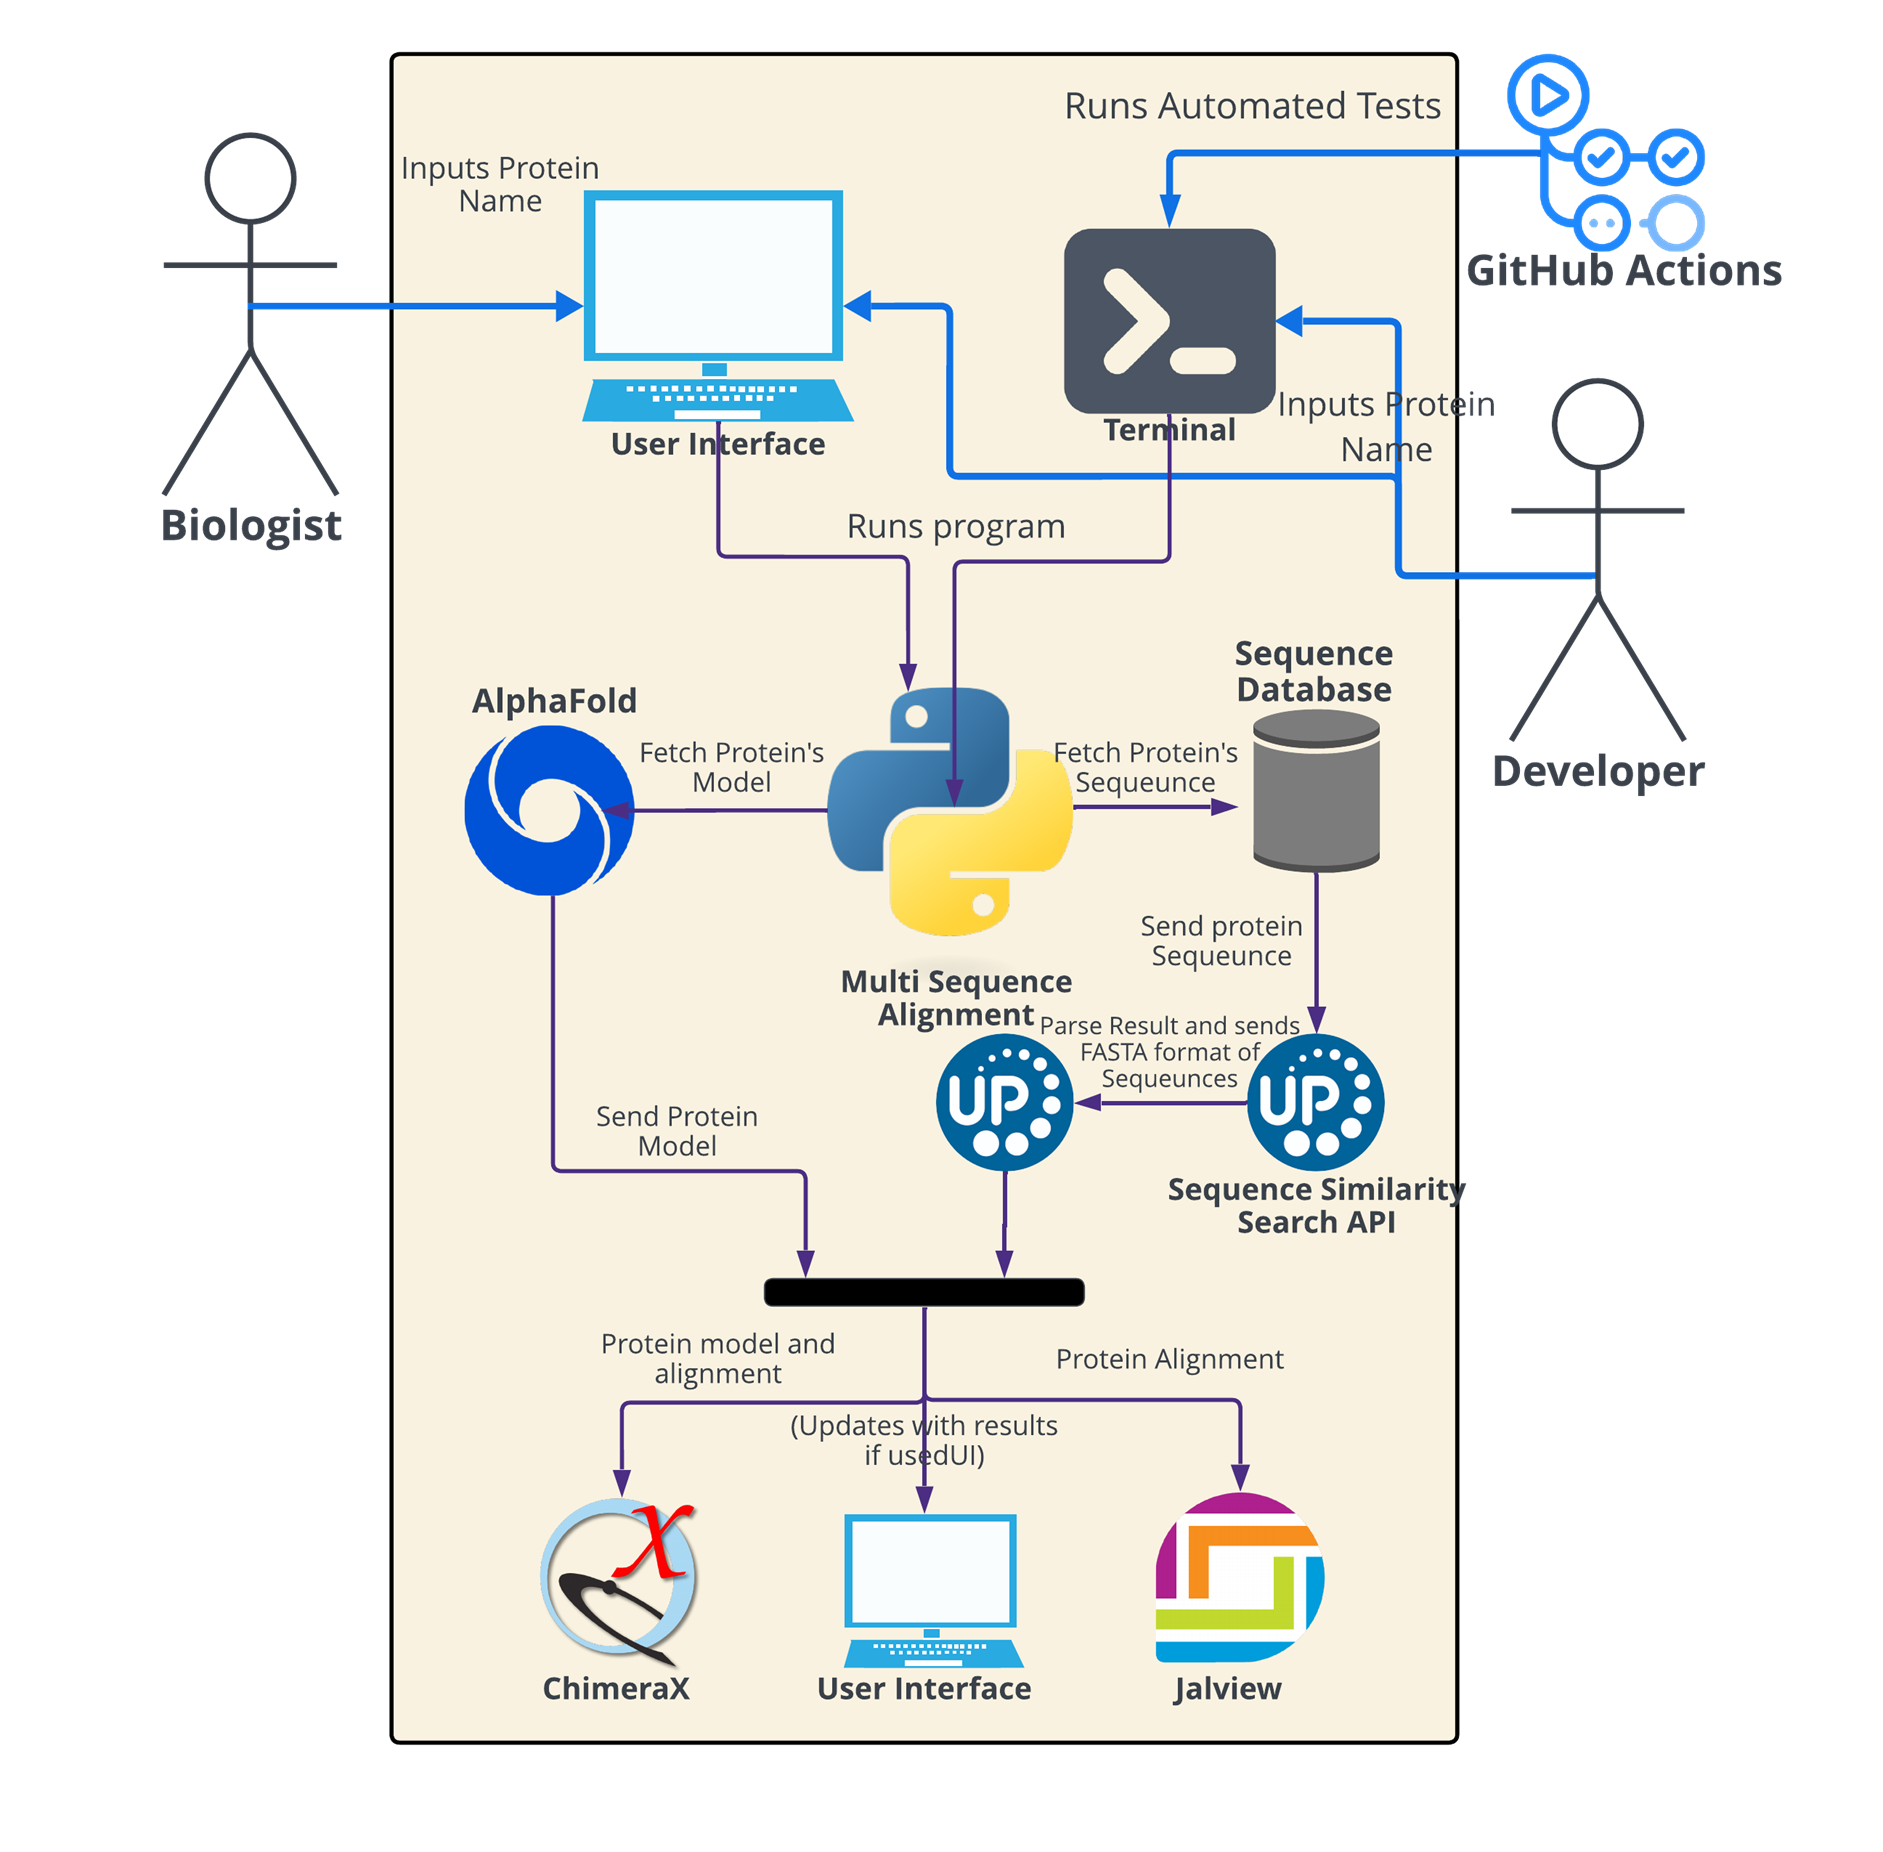 Runs Automated Tests
Inputs Protein
Name
GitHub Actions
Inputs Protein
Name
User Interface
Terminal
Biologist
Runs program
Developer
Sequence
Database
AlphaFold
Fetch Protein's
Model
Fetch Protein's
Sequeunce
Send protein
Sequeunce
Multi Sequence
Alignment
Parse Result and sends
FASTA format of
Sequeunces
UP
UP
Send Protein
Model
Sequence Similarity
Search API
Protein model and
alignment
Protein Alignment
(Updates with results
if usedUI)
X
ChimeraX
User Interface
Jalview